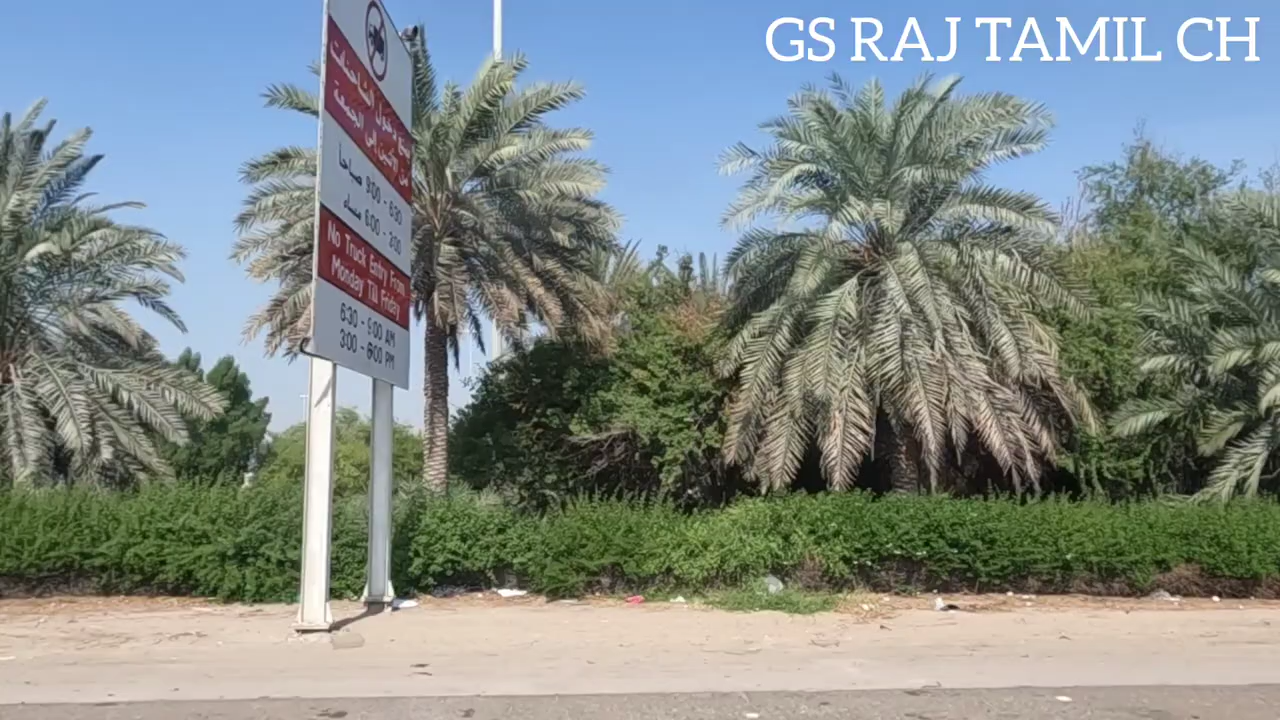 GS RAJ TAMIL CH
يمنع دخول الشاحنات
من الاثنين إلى الجمعة
6:30 - 9:00 صباحاً
3:00 - 6:00 مساء
No Truck Entry From
Monday Till Friday
6:30 - 9:00 AM
3:00 - 6:00 PM